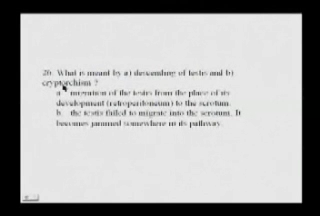 26. What is meant by a) descending of testis and b)
cryptorchism ?
a migration of the testis from the place of its
development (retroperitoneum) to the scrotum.
b. the testis failed to migrate into the scrotum. It
becomes jammed somewhere in its pathway.